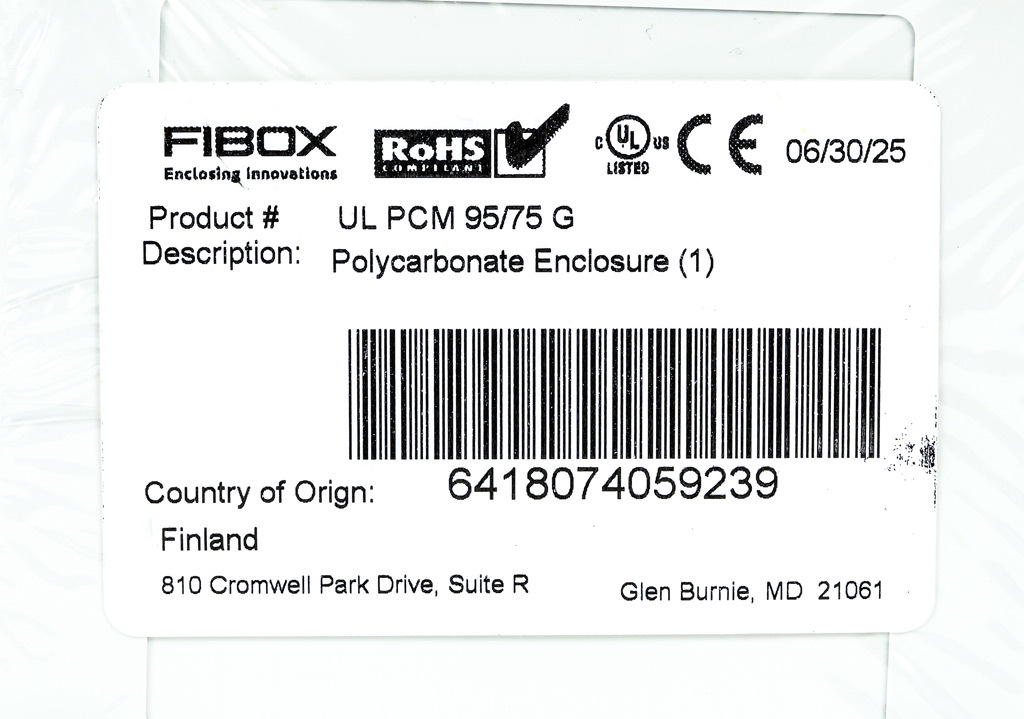 FIBOX
Enclosing Innovations
RoHS
COMPLIANT
C UL US
LISTED
CE
06/30/25
Product # UL PCM 95/75 G
Description: Polycarbonate Enclosure (1)
6418074059239
Country of Orign:
Finland
810 Cromwell Park Drive, Suite R Glen Burnie, MD 21061